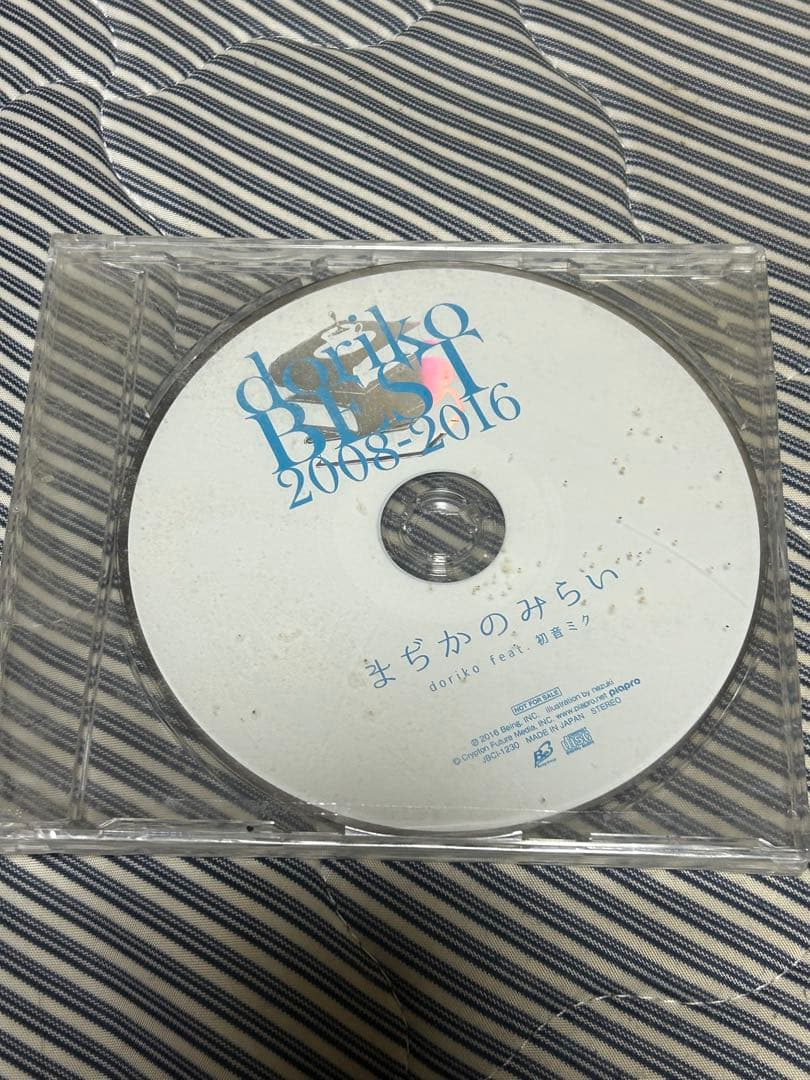 doriko
BEST
2008-2016
まぢかのみらい
doriko feat. 初音ミク
NOT FOR SALE
℗ 2016 Being, INC. illustration by nezuki
© Crypton Future Media, INC. www.piapro.net piapro
JBCI-1230 MADE IN JAPAN STEREO